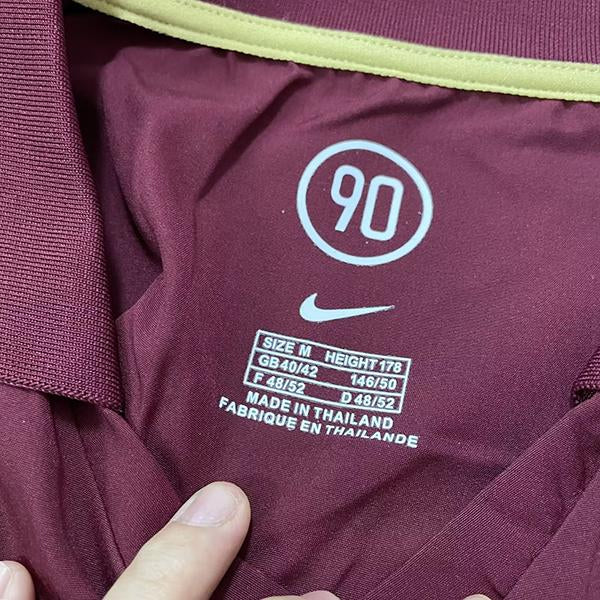 90
SIZE M HEIGHT 178
GB 40/42 146/50
F 48/52 D 48/52
MADE IN THAILAND
FABRIQUE EN THAILANDE